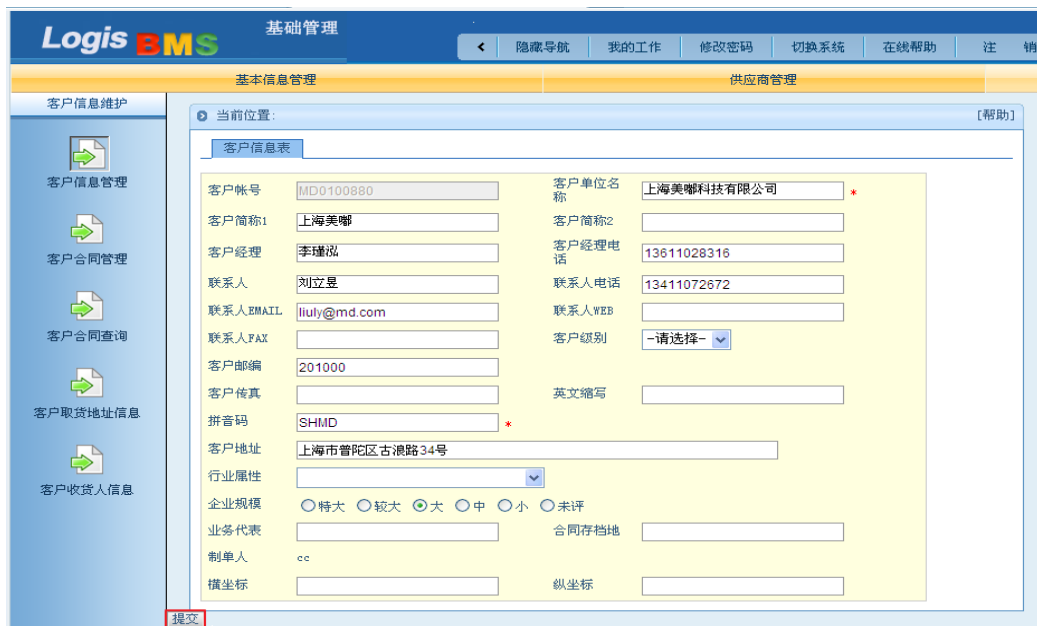 Logis BMS
基础管理
隐藏导航 我的工作 修改密码 切换系统 在线帮助 注 销
基本信息管理 供应商管理
客户信息维护
客户信息管理
客户合同管理
客户合同查询
客户取货地址信息
客户收货人信息
当前位置: [帮助]
客户信息表
客户帐号 MD0100880 客户单位名称 上海美嘟科技有限公司 *
客户简称1 上海美嘟 客户简称2
客户经理 李瑾泓 客户经理电话 13611028316
联系人 刘立昱 联系人电话 13411072672
联系人EMAIL liuly@md.com 联系人WEB
联系人FAX 客户级别 -请选择-
客户邮编 201000
客户传真 英文缩写
拼音码 SHMD *
客户地址 上海市普陀区古浪路34号
行业属性
企业规模 特大 较大 大 中 小 未评
业务代表 合同存档地
制单人 cc
横坐标 纵坐标
提交